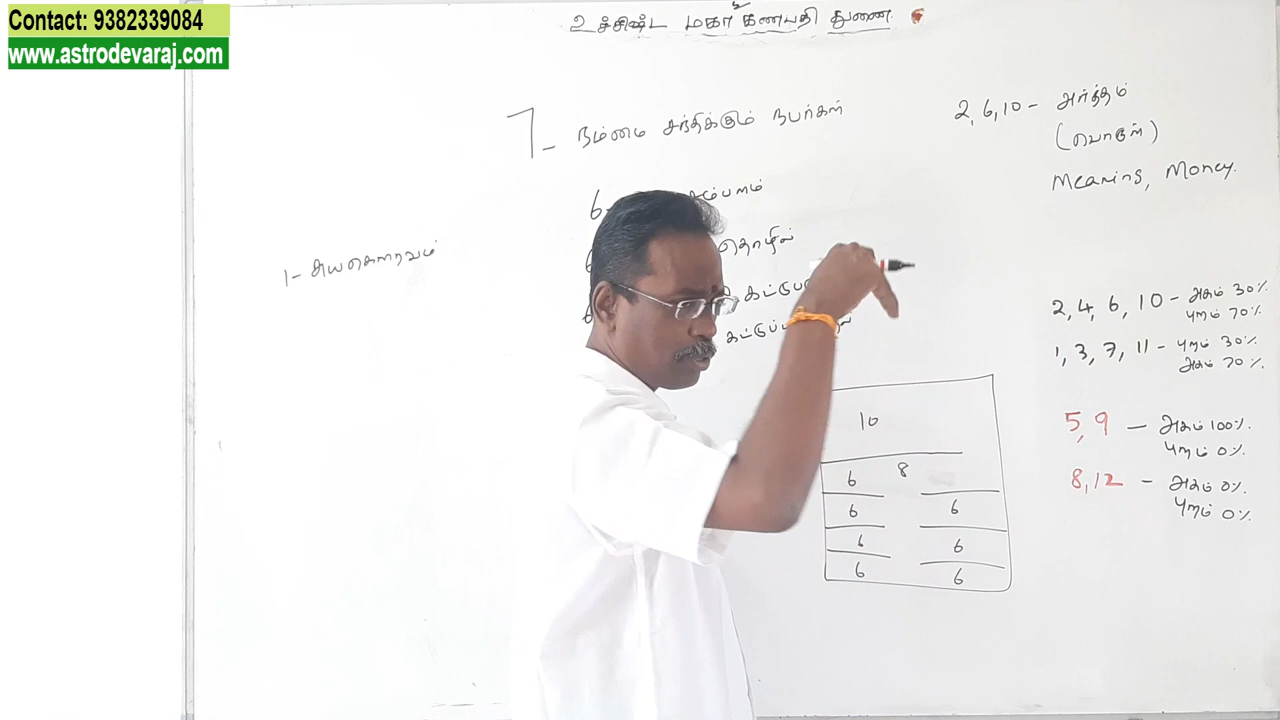 Contact: 9382339084
www.astrodevaraj.com
உச்சிஷ்ட மகா கணபதி துணை
7 - நம்மை சந்திக்கும் நபர்கள்
2, 6, 10 - அர்த்தம்
(பொருள்)
Meaning, Money.
6-
தொழில்
1- சுயகௌரவம்
2, 4, 6, 10 - அகம் 30%
புறம் 70%
1, 3, 7, 11 - புறம் 30%
அகம் 70%
5, 9 - அகம் 100%
புறம் 0%
8, 12 - அகம் 0%
புறம் 0%
10
6 8
6 6
6 6
6 6